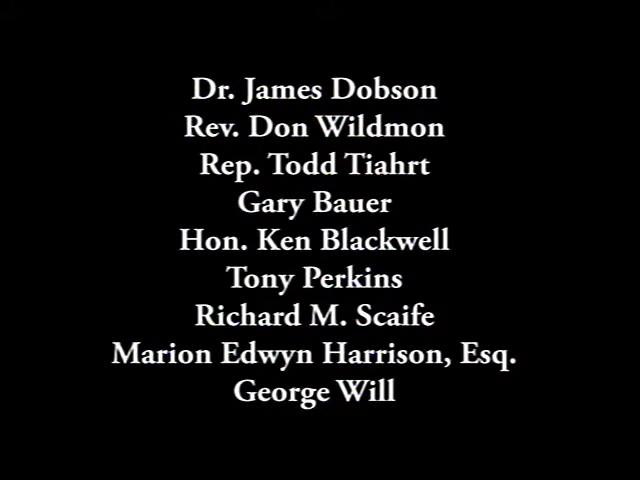 Dr. James Dobson
Rev. Don Wildmon
Rep. Todd Tiahrt
Gary Bauer
Hon. Ken Blackwell
Tony Perkins
Richard M. Scaife
Marion Edwyn Harrison, Esq.
George Will